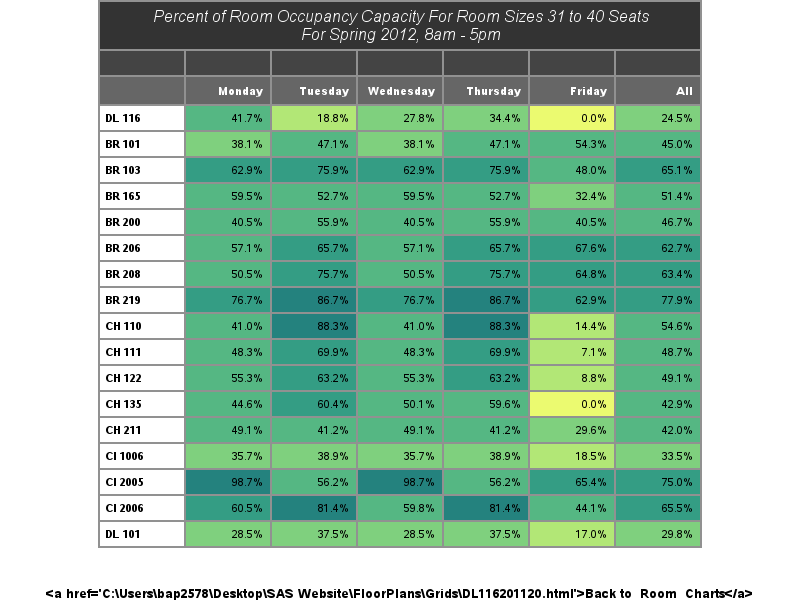 Percent of Room Occupancy Capacity For Room Sizes 31 to 40 Seats
For Spring 2012, 8am - 5pm
Monday Tuesday Wednesday Thursday Friday All
DL 116 41.7% 18.8% 27.8% 34.4% 0.0% 24.5%
BR 101 38.1% 47.1% 38.1% 47.1% 54.3% 45.0%
BR 103 62.9% 75.9% 62.9% 75.9% 48.0% 65.1%
BR 165 59.5% 52.7% 59.5% 52.7% 32.4% 51.4%
BR 200 40.5% 55.9% 40.5% 55.9% 40.5% 46.7%
BR 206 57.1% 65.7% 57.1% 65.7% 67.6% 62.7%
BR 208 50.5% 75.7% 50.5% 75.7% 64.8% 63.4%
BR 219 76.7% 86.7% 76.7% 86.7% 62.9% 77.9%
CH 110 41.0% 88.3% 41.0% 88.3% 14.4% 54.6%
CH 111 48.3% 69.9% 48.3% 69.9% 7.1% 48.7%
CH 122 55.3% 63.2% 55.3% 63.2% 8.8% 49.1%
CH 135 44.6% 60.4% 50.1% 59.6% 0.0% 42.9%
CH 211 49.1% 41.2% 49.1% 41.2% 29.6% 42.0%
CI 1006 35.7% 38.9% 35.7% 38.9% 18.5% 33.5%
CI 2005 98.7% 56.2% 98.7% 56.2% 65.4% 75.0%
CI 2006 60.5% 81.4% 59.8% 81.4% 44.1% 65.5%
DL 101 28.5% 37.5% 28.5% 37.5% 17.0% 29.8%
<a href='C:\Users\bap2578\Desktop\SAS Website\FloorPlans\Grids\DL116201120.html'>Back to Room Charts</a>